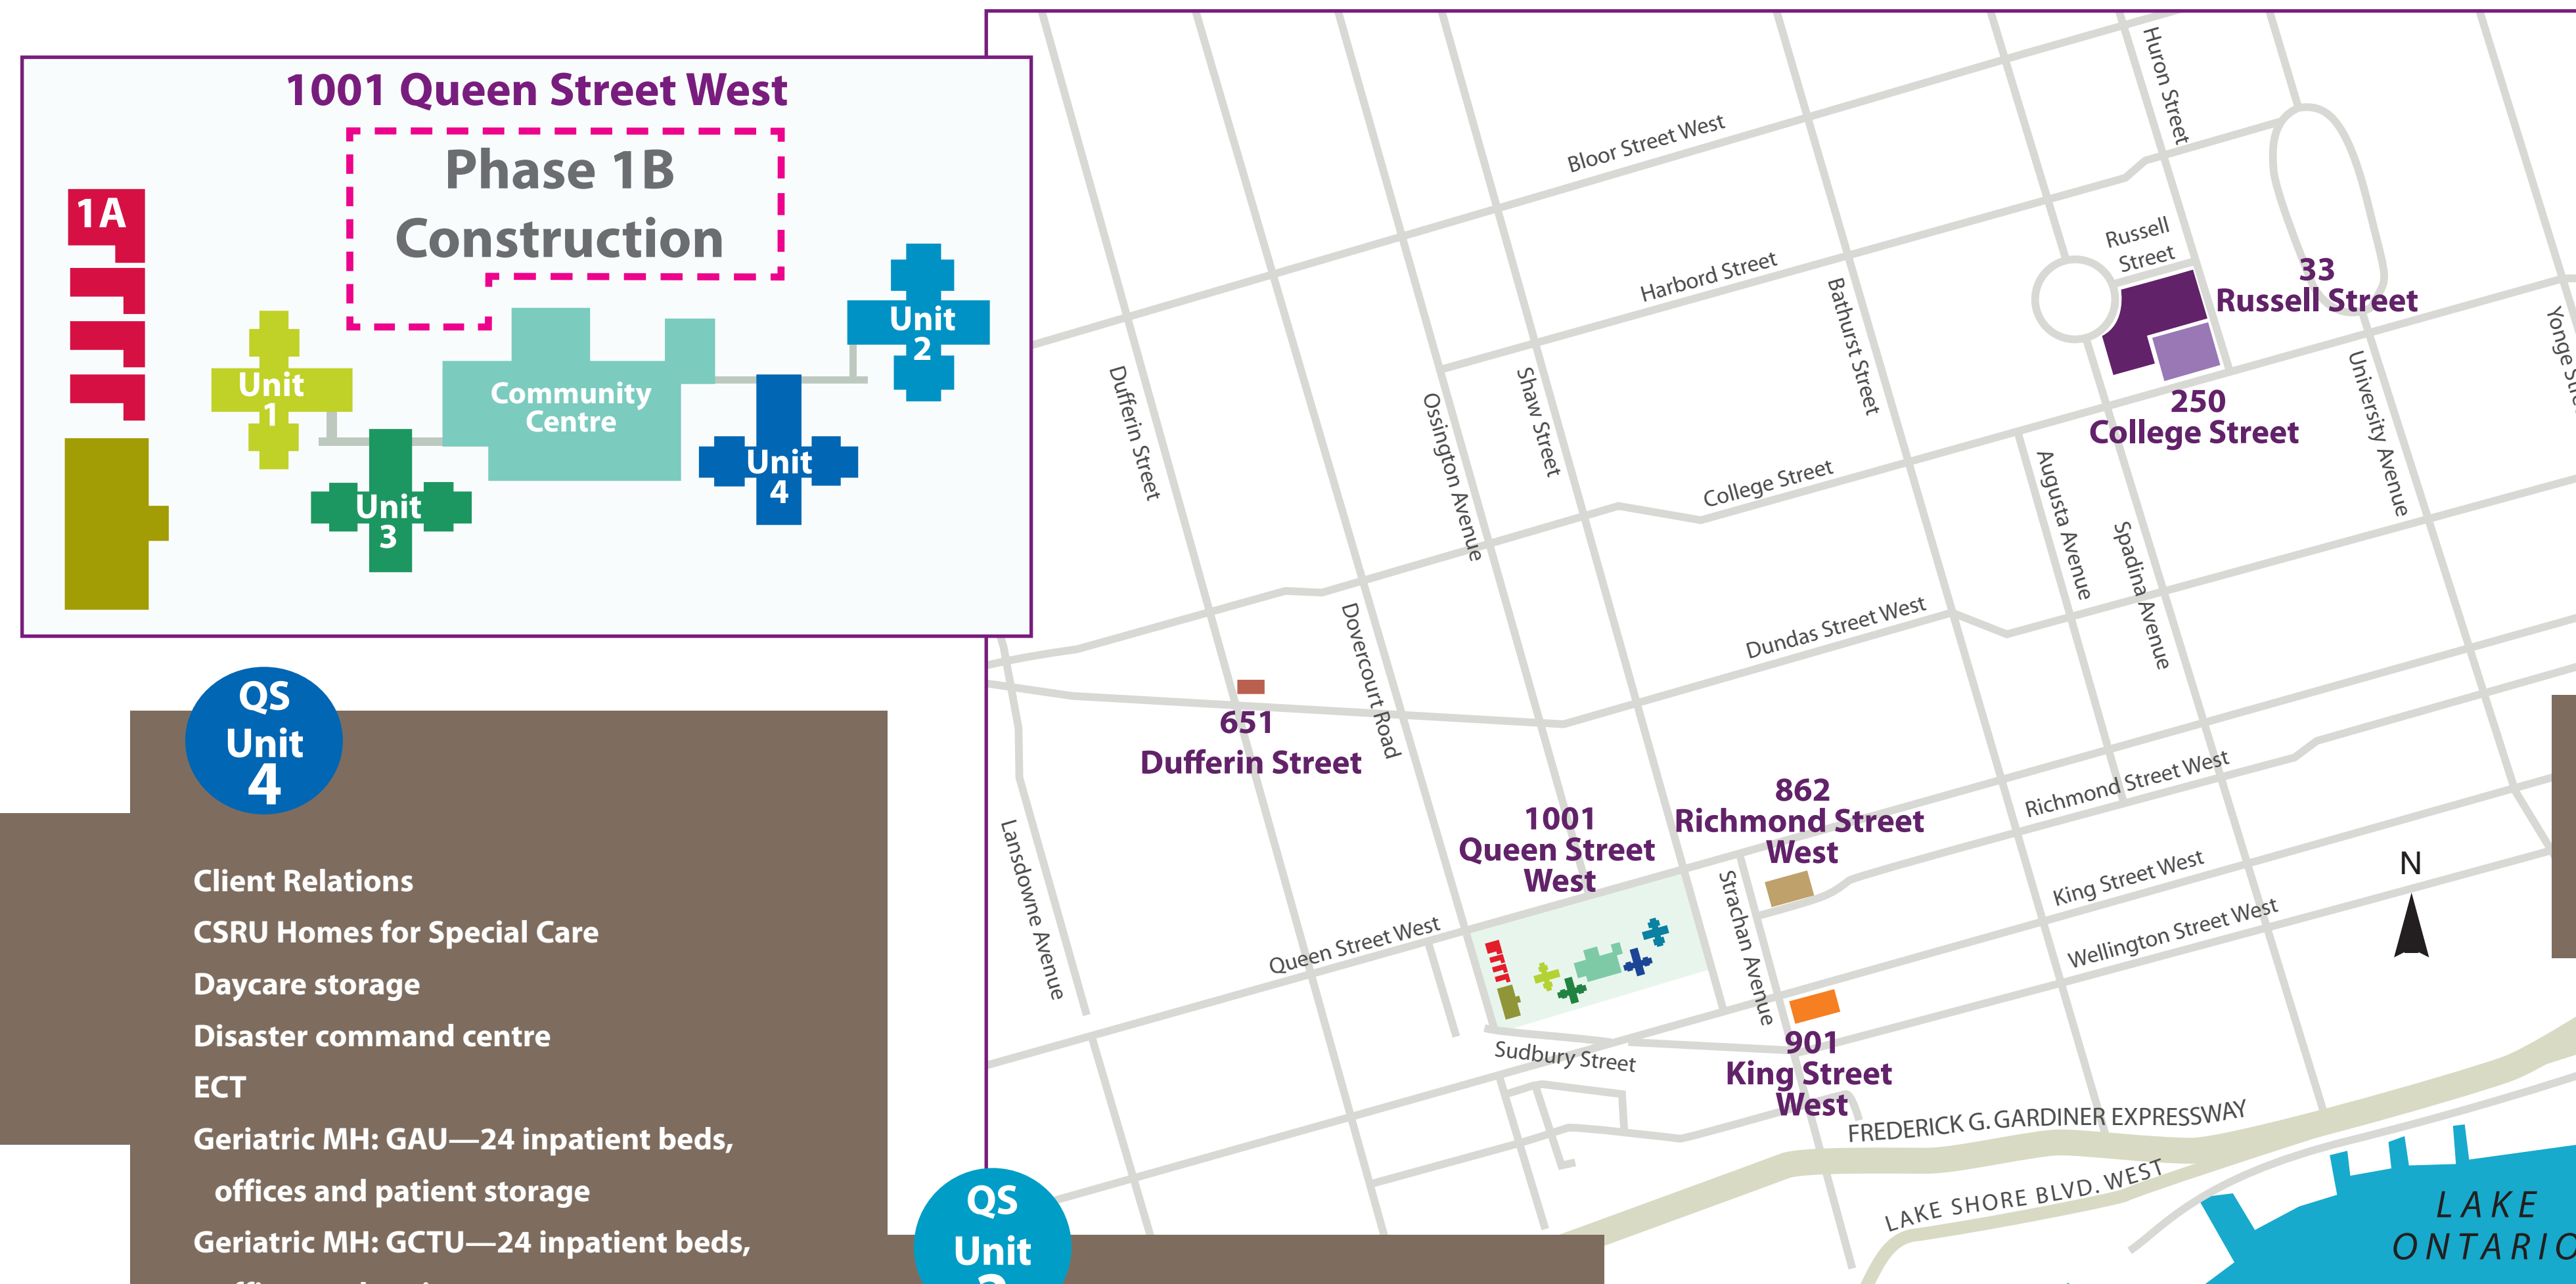 1001 Queen Street West
Phase 1B
Construction
1A
Unit
1
Unit
2
Community
Centre
Unit
3
Unit
4
QS
Unit
4
Client Relations
CSRU Homes for Special Care
Daycare storage
Disaster command centre
ECT
Geriatric MH: GAU—24 inpatient beds,
offices and patient storage
Geriatric MH: GCTU—24 inpatient beds,
QS
Unit
Bloor Street West
Huron Street
Harbord Street
Russell
Street
33
Russell Street
250
College Street
Bathurst Street
University Avenue
Dufferin Street
Ossington Avenue
Shaw Street
College Street
Augusta Avenue
Spadina Avenue
Yonge
Dovercourt Road
Dundas Street West
651
Dufferin Street
Lansdowne Avenue
1001
Queen Street
West
862
Richmond Street
West
Richmond Street West
Queen Street West
Strachan Avenue
King Street West
Wellington Street West
N
Sudbury Street
901
King Street
West
FREDERICK G. GARDINER EXPRESSWAY
LAKE SHORE BLVD. WEST
LAKE
ONTARIO